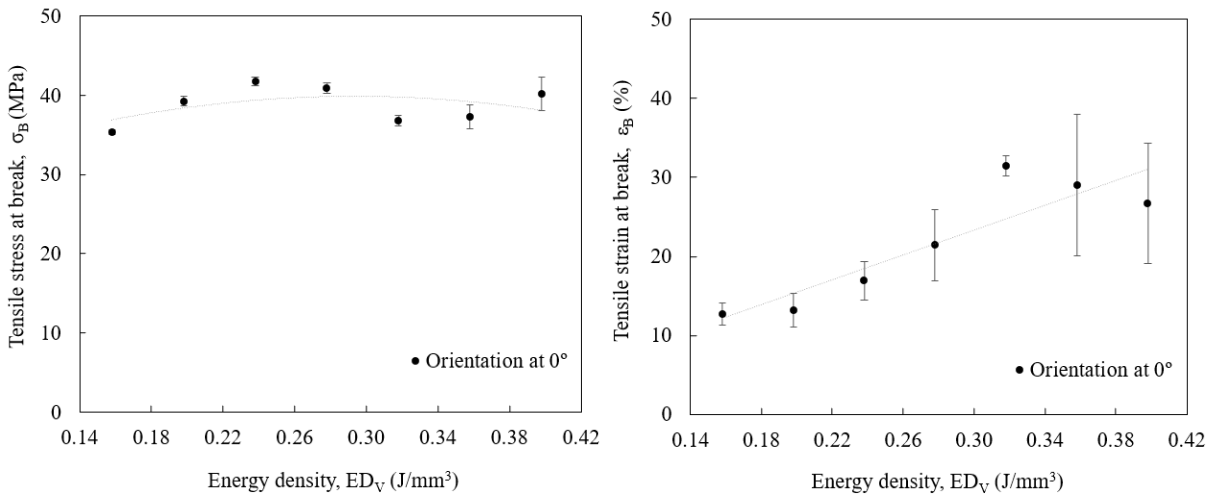 50
40
30
20
10
0
Tensile stress at break, σB (MPa)
Orientation at 0°
0.14 0.18 0.22 0.26 0.30 0.34 0.38 0.42
Energy density, EDV (J/mm³)
50
40
30
20
10
0
Tensile strain at break, εB (%)
Orientation at 0°
0.14 0.18 0.22 0.26 0.30 0.34 0.38 0.42
Energy density, EDV (J/mm³)